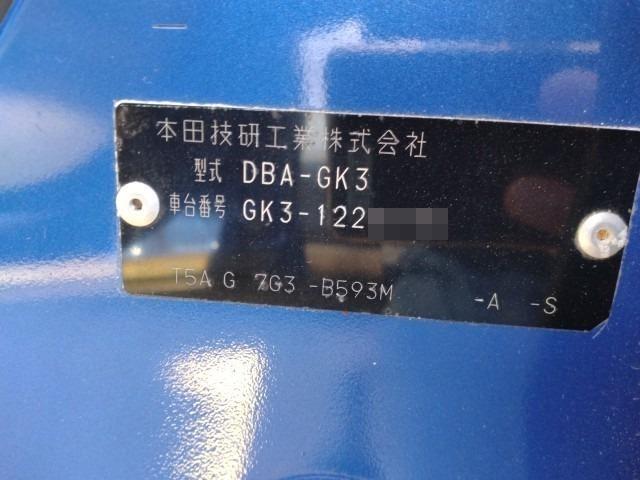 本田技研工業株式会社
型式 DBA-GK3
車台番号 GK3-122
T5A G 7G3 -B593M -A -S